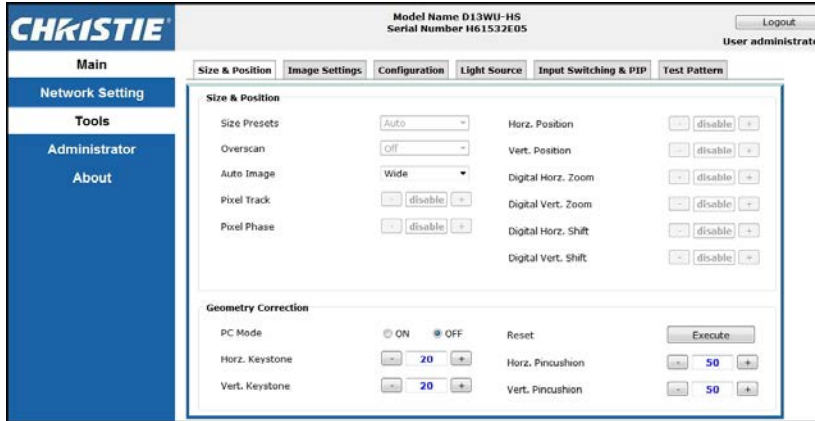 CHRISTIE
Model Name D13WU-HS
Serial Number H61532E05
Logout
User administrato
Main
Network Setting
Tools
Administrator
About
Size & Position
Image Settings
Configuration
Light Source
Input Switching & PIP
Test Pattern
Size & Position
Size Presets Auto
Overscan Off
Auto Image Wide
Pixel Track - disable +
Pixel Phase - disable +
Horz. Position - disable +
Vert. Position - disable +
Digital Horz. Zoom - disable +
Digital Vert. Zoom - disable +
Digital Horz. Shift - disable +
Digital Vert. Shift - disable +
Geometry Correction
PC Mode ON OFF
Horz. Keystone - 20 +
Vert. Keystone - 20 +
Reset Execute
Horz. Pincushion - 50 +
Vert. Pincushion - 50 +